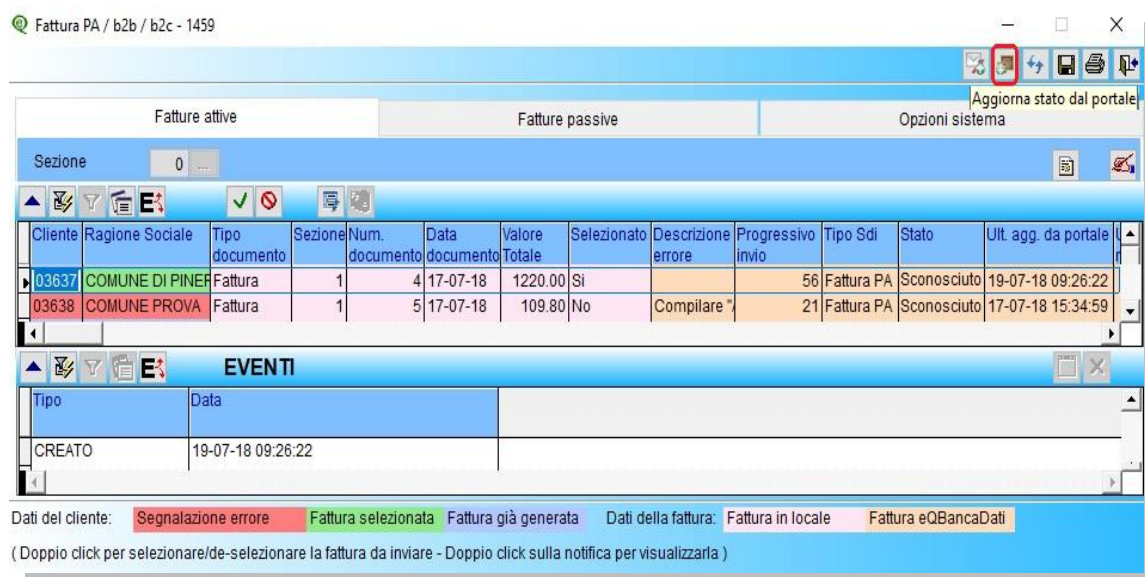 Fattura PA / b2b / b2c - 1459
Aggiorna stato dal portale
Fatture attive Fatture passive Opzioni sistema
Sezione 0 ...
Cliente Ragione Sociale Tipo documento Sezione Num. documento Data documento Valore Totale Selezionato Descrizione errore Progressivo invio Tipo Sdi Stato Ult. agg. da portale
03637 COMUNE DI PINER Fattura 1 4 17-07-18 1220.00 Si 56 Fattura PA Sconosciuto 19-07-18 09:26:22
03638 COMUNE PROVA Fattura 1 5 17-07-18 109.80 No Compilare "/ 21 Fattura PA Sconosciuto 17-07-18 15:34:59
EVENTI
Tipo Data
CREATO 19-07-18 09:26:22
Dati del cliente: Segnalazione errore Fattura selezionata Fattura già generata Dati della fattura: Fattura in locale Fattura eQBancaDati
( Doppio click per selezionare/de-selezionare la fattura da inviare - Doppio click sulla notifica per visualizzarla )